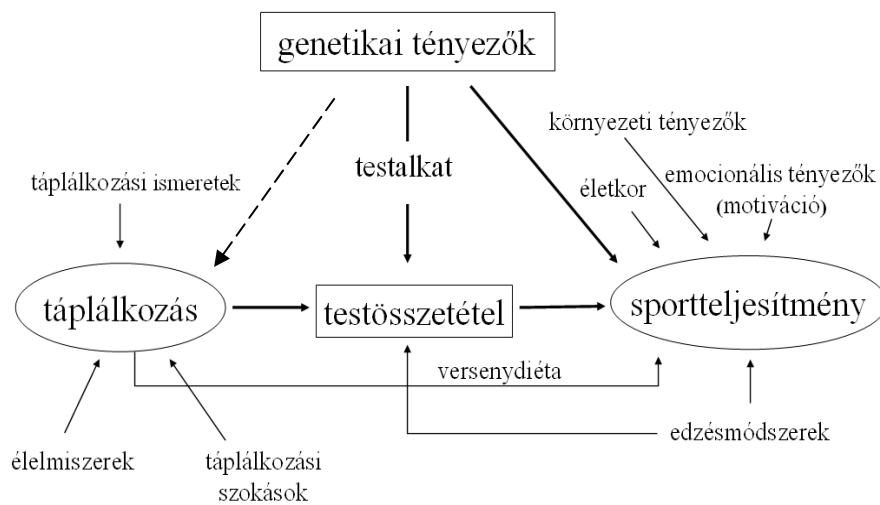 genetikai tényezők
környezeti tényezők
testalkat
emocionális tényezők
(motiváció)
táplálkozási ismeretek
életkor
táplálkozás
testösszetétel
sportteljesítmény
versenydiéta
edzésmódszerek
élelmiszerek
táplálkozási
szokások